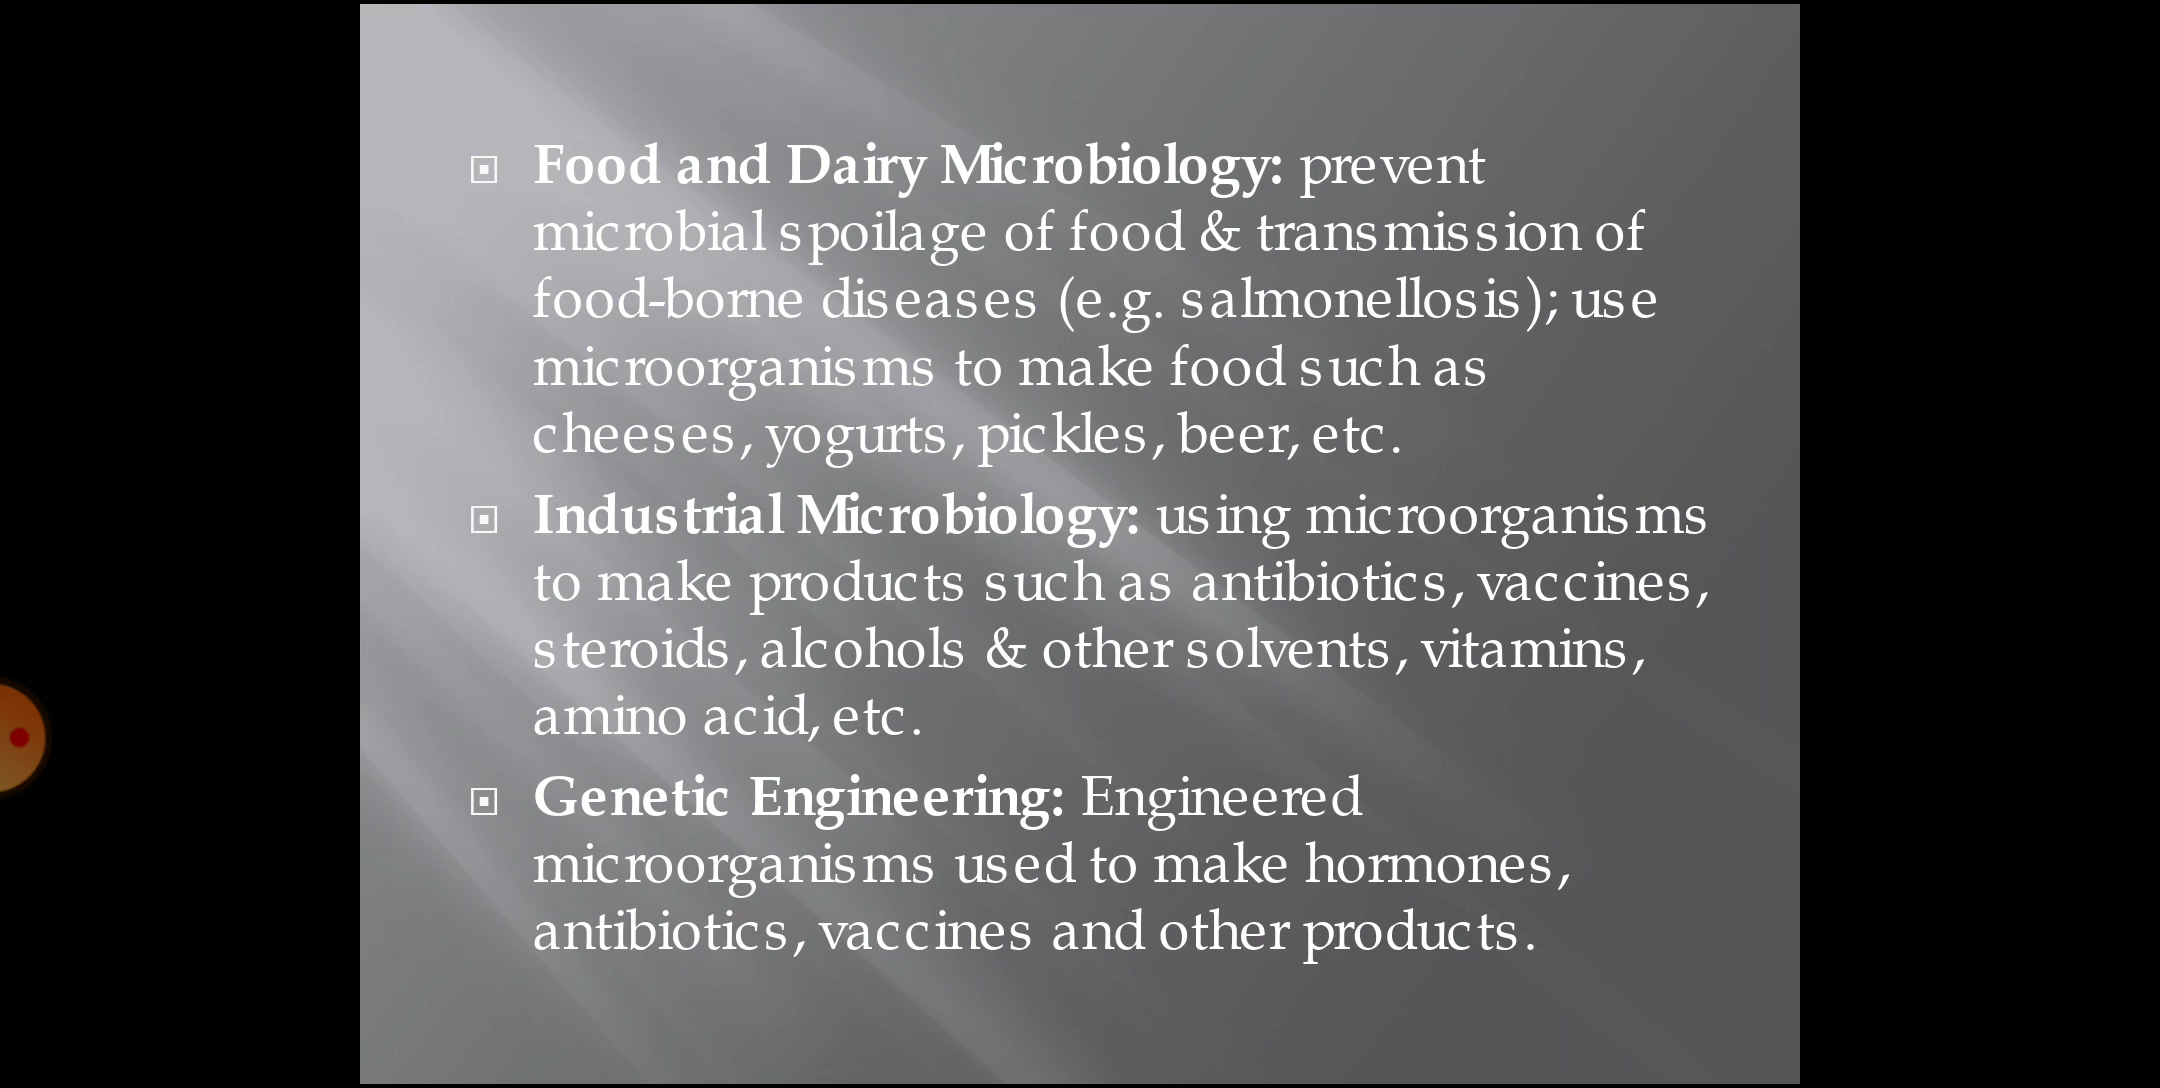 Food and Dairy Microbiology: prevent
microbial spoilage of food & transmission of
food-borne diseases (e.g. salmonellosis); use
microorganisms to make food such as
cheeses, yogurts, pickles, beer, etc.
Industrial Microbiology: using microorganisms
to make products such as antibiotics, vaccines,
steroids, alcohols & other solvents, vitamins,
amino acid, etc.
Genetic Engineering: Engineered
microorganisms used to make hormones,
antibiotics, vaccines and other products.